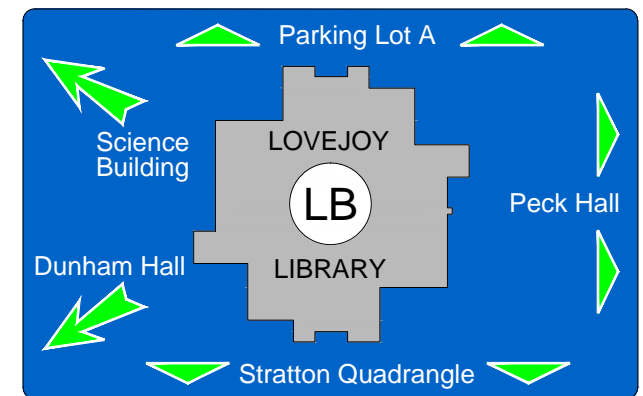 Parking Lot A
Science
Building
LOVEJOY
LB
Peck Hall
Dunham Hall
LIBRARY
Stratton Quadrangle